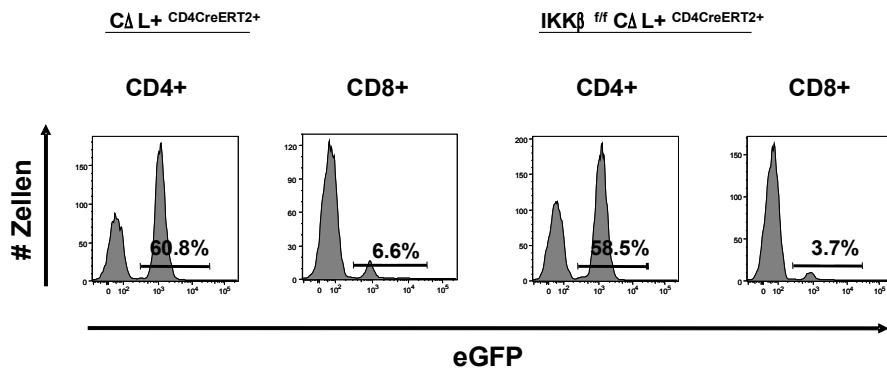 CΔ L+ CD4CreERT2+
IKKβ f/f CΔ L+ CD4CreERT2+
CD4+
CD8+
CD4+
CD8+
# Zellen
150
100
50
0
60.8%
0 10² 10³ 10⁴ 10⁵
120
90
60
30
0
6.6%
0 10² 10³ 10⁴ 10⁵
200
150
100
50
0
58.5%
0 10² 10³ 10⁴ 10⁵
150
100
50
0
3.7%
0 10² 10³ 10⁴ 10⁵
eGFP